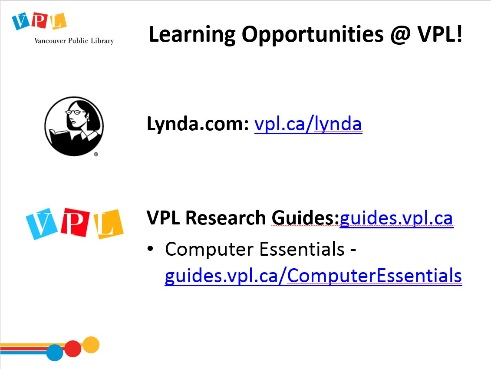 VPL
Vancouver Public Library
Learning Opportunities @ VPL!
Lynda.com: vpl.ca/lynda
®
VPL
VPL Research Guides:guides.vpl.ca
• Computer Essentials -
guides.vpl.ca/ComputerEssentials